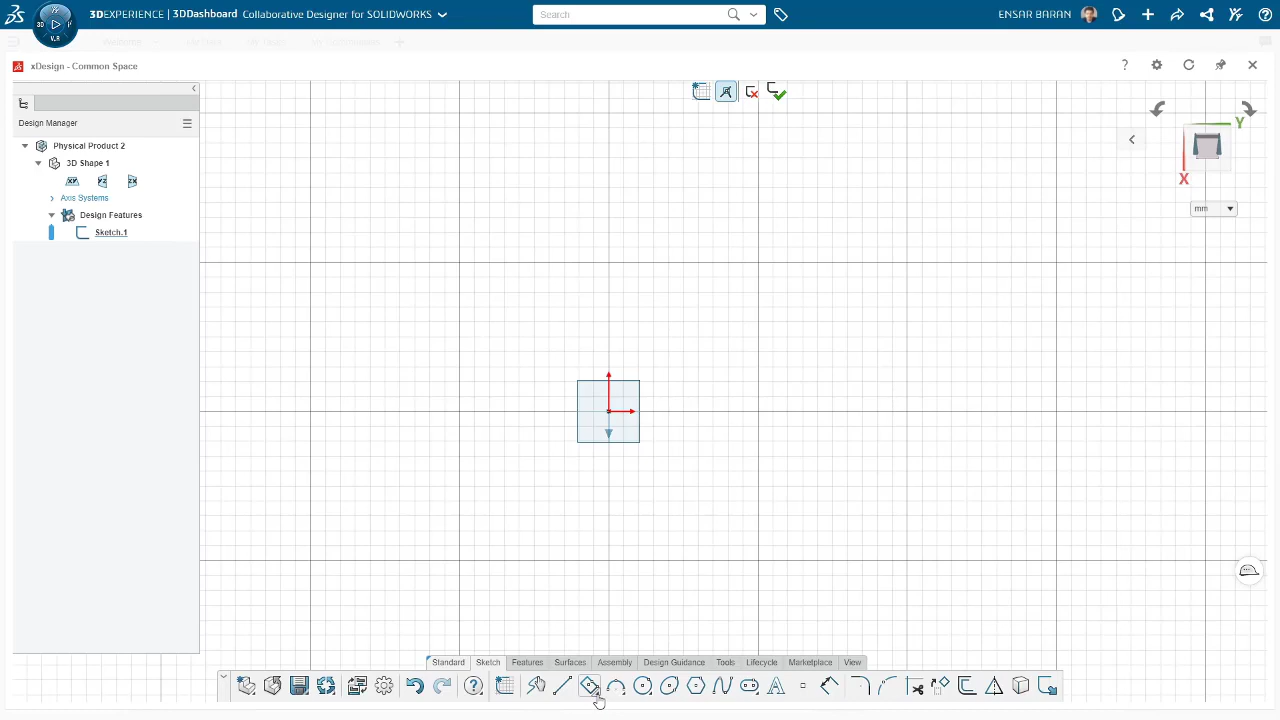 3DEXPERIENCE | 3DDashboard Collaborative Designer for SOLIDWORKS
Search
ENSAR BARAN
3D
V.R
xDesign - Common Space
Design Manager
Physical Product 2
3D Shape 1
XY YZ ZX
Axis Systems
Design Features
Sketch.1
Y
X
mm
Standard Sketch Features Surfaces Assembly Design Guidance Tools Lifecycle Marketplace View